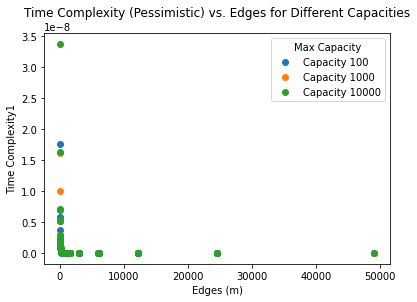 Time Complexity (Pessimistic) vs. Edges for Different Capacities
1e−8
3.5
3.0
2.5
2.0
1.5
1.0
0.5
0.0
Time Complexity1
Max Capacity
Capacity 100
Capacity 1000
Capacity 10000
0 10000 20000 30000 40000 50000
Edges (m)